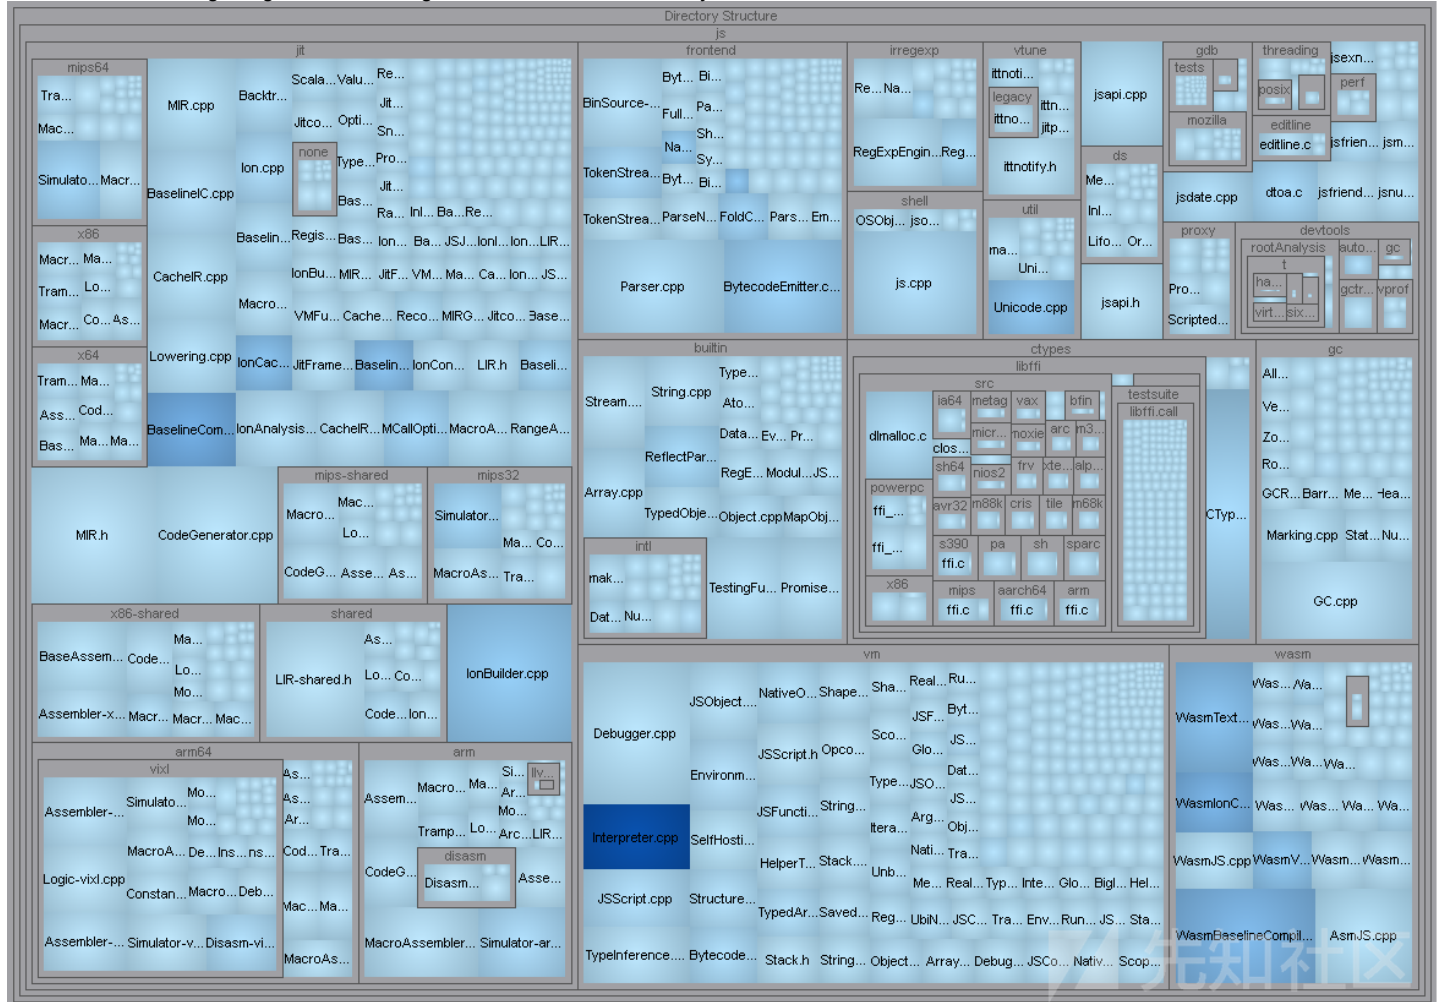 Directory Structure
js
jit
mips64
Tra...
Mac...
Simulato... Macr...
x86
Macr... Ma...
Tram... Lo...
Macr... Co... As...
x64
Tram... Ma...
Ass... Cod...
Bas... Ma... Ma...
MIR.cpp
BaselineIC.cpp
CacheIR.cpp
Lowering.cpp
BaselineCom...
Backtr...
Ion.cpp
Baselin...
Macro...
IonCac...
Scala... Valu... Re...
Jitco... Opti... Jit...
Sn...
none
Type... Pro...
Jit...
Bas...
Ra... Inl... Ba... Re...
Regis... Bas... Ion... Ba... JSJ... IonI... Ion... LIR...
IonBu... MIR... JitF... VM... Ma... Ca... Ion... JS...
VMFu... Cache... Reco... MIRG... Jitco... Base...
JitFrame... Baselin... IonCon... LIR.h Baseli...
IonAnalysis... CacheIR... MCallOpti... MacroA... RangeA...
MIR.h
CodeGenerator.cpp
mips-shared
Macro... Mac...
Lo...
CodeG... Asse... As...
mips32
Simulator...
Ma... Co...
MacroAs... Tra...
x86-shared
BaseAssem... Code... Ma...
Lo...
Mo...
Assembler-x... Macr... Macr... Mac...
shared
LIR-shared.h
As...
Lo... Co...
Code... Ion...
IonBuilder.cpp
arm64
vixl
Assembler-... Simulato... Mo...
Mo...
MacroA... De... Ins... ns...
Logic-vixl.cpp
Constan... Macro... Deb...
Assembler-... Simulator-v... Disasm-vi...
As...
As...
Ar...
Cod... Tra...
Mac... Ma...
MacroAs...
arm
Assem... Macro... Ma... Si...
Ar...
Mo...
llv...
Tramp... Lo... Arc... LIR...
CodeG...
disasm
Disasm...
Asse...
MacroAssembler... Simulator-ar...
frontend
BinSource-...
TokenStrea...
TokenStrea...
Byt... Bi...
Full... Pa...
Na... Sh...
Sy...
Byt... Bi...
ParseN... FoldC... Pars... Em...
Parser.cpp
BytecodeEmitter.c...
irregexp
Re... Na...
RegExpEngin... Reg...
shell
OSObj... jso...
js.cpp
vtune
ittnoti...
legacy
ittno...
ittn...
jitp...
ittnotify.h
util
ma...
Uni...
Unicode.cpp
jsapi.cpp
ds
Me...
Inl...
Lifo... Or...
jsapi.h
gdb
tests
mozilla
threading
posix
editline
editline.c
jsexn...
perf
jsfrien... jsm...
jsdate.cpp
dtoa.c
jsfriend... jsnu...
proxy
Pro...
Scripted...
devtools
rootAnalysis
t
ha...
virt... six...
auto...
gc
gctr...
vprof
builtin
Stream....
Array.cpp
String.cpp
ReflectPar...
TypedObje...
Type...
Ato...
Data... Ev... Pr...
RegE... Modul... JS...
Object.cpp MapObj...
intl
mak...
Dat... Nu...
TestingFu... Promise...
ctypes
libffi
src
dlmalloc.c
ia64
clos...
metag
vax
bfin
micr...
moxie
arc
m3...
sh64
nios2
frv
xte...
alp...
powerpc
ffi_...
ffi_...
avr32
m88k
cris
tile
m68k
s390
ffi.c
pa
sh
sparc
x86
mips
ffi.c
aarch64
ffi.c
arm
ffi.c
testsuite
libffi.call
CTyp...
gc
All...
Ve...
Zo...
Ro...
GCR... Barr... Me... Hea...
Marking.cpp Stat... Nu...
GC.cpp
vm
Debugger.cpp
Interpreter.cpp
JSScript.cpp
TypeInference....
JSObject....
Environm...
SelfHosti...
Structure...
Bytecode...
NativeO... Shape...
JSScript.h Opco...
JSFuncti... String...
HelperT... Stack....
TypedAr... Saved...
Stack.h String...
Sha...
Sco...
Type...
Itera...
Unb...
Reg...
Object...
Real... Ru...
JSF... Byt...
Glo... JS...
JSO... Dat...
JS...
Arg... Obj...
Nati... Tra...
Me... Real... Typ... Inte... Glo... BigI... Hel...
UbiN... JSC... Tra... Env... Run... JS... Sta...
Array... Debug... JSCo... Nativ... Scop...
wasm
WasmText...
WasmIonC...
WasmJS.cpp
Was... Wa...
Was... Wa...
Was... Wa... Wa...
Was... Was... Wa... Wa...
WasmV... Wasm... Wasm...
WasmBaselineCompil...
AsmJS.cpp
先知社区